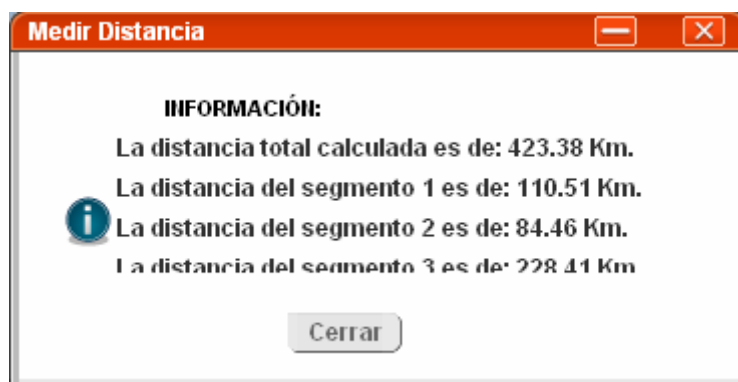 Medir Distancia
INFORMACIÓN:
La distancia total calculada es de: 423.38 Km.
La distancia del segmento 1 es de: 110.51 Km.
La distancia del segmento 2 es de: 84.46 Km.
La distancia del segmento 3 es de: 228.41 Km
Cerrar